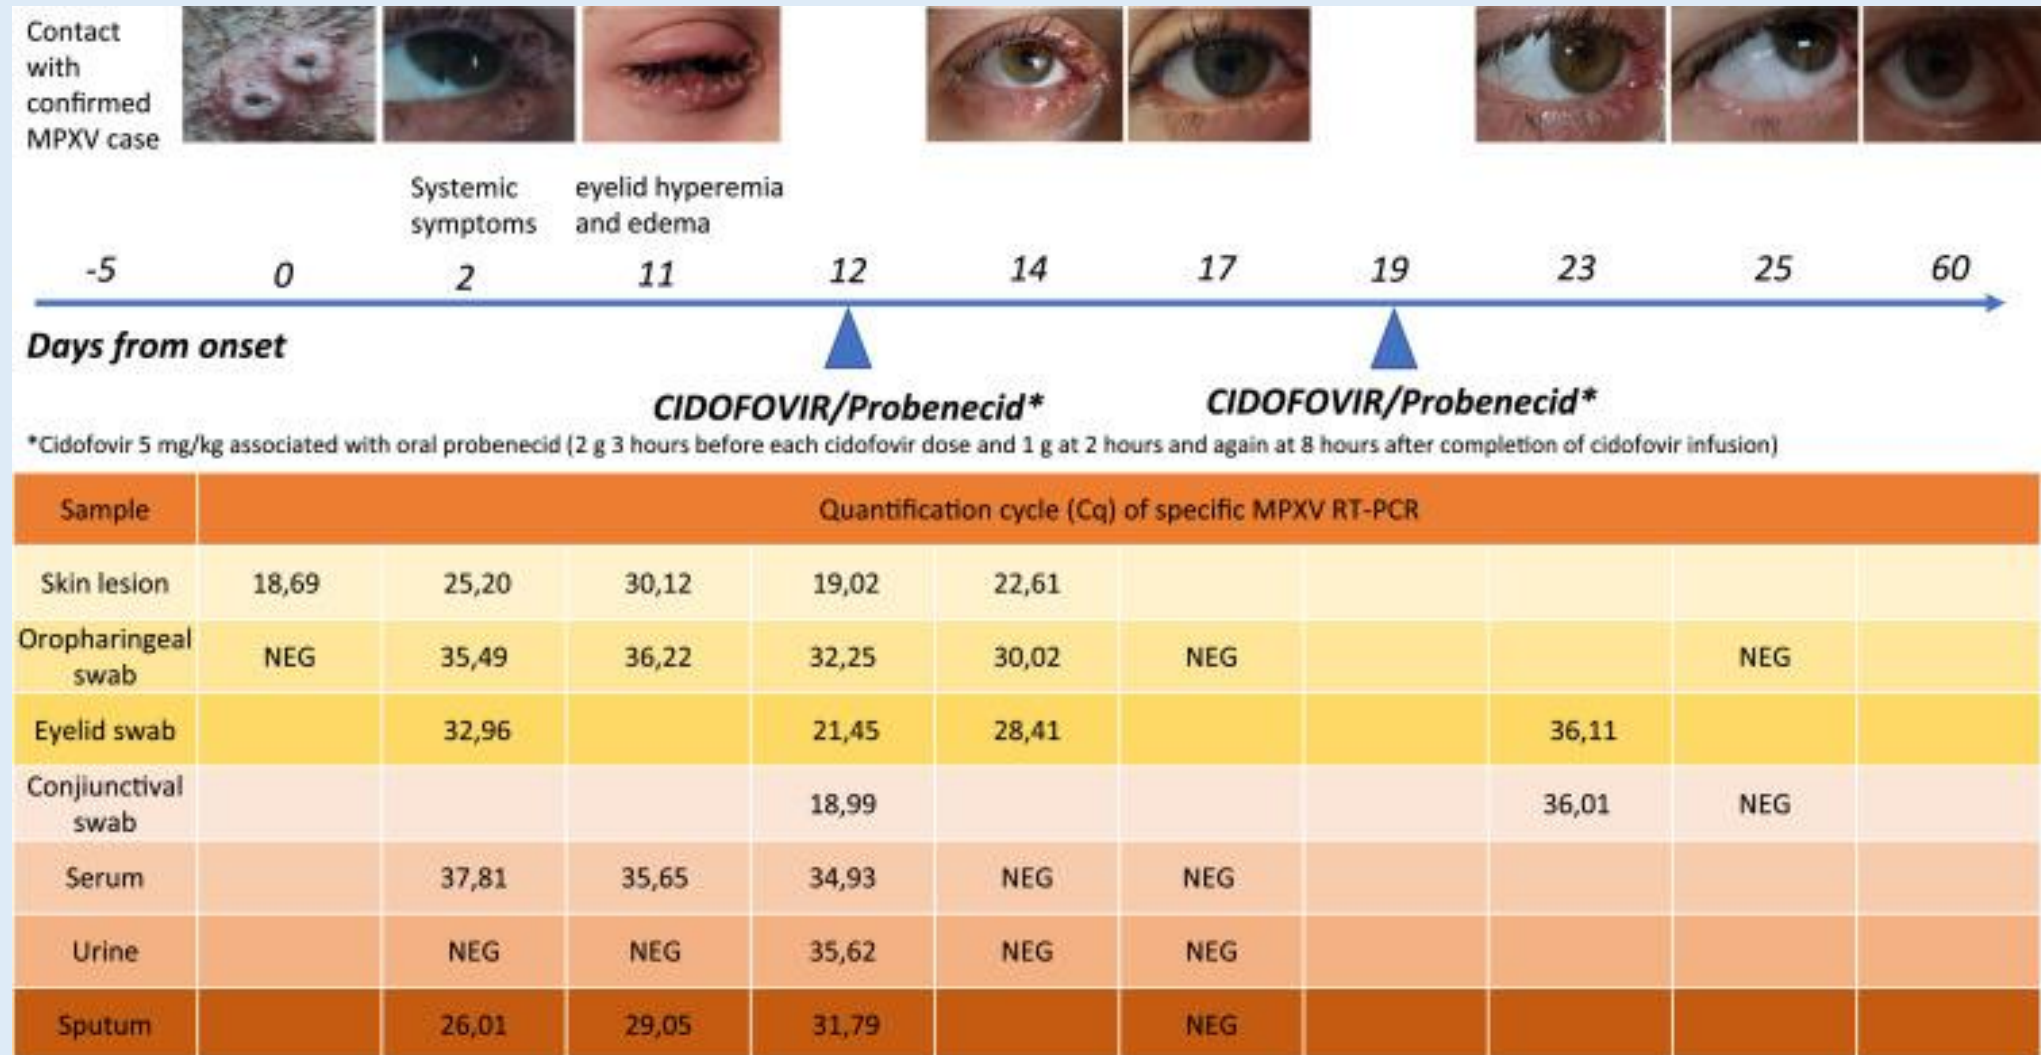 Contact
with
confirmed
MPXV case
Systemic
symptoms
eyelid hyperemia
and edema
-5 0 2 11 12 14 17 19 23 25 60
Days from onset
CIDOFOVIR/Probenecid* CIDOFOVIR/Probenecid*
*Cidofovir 5 mg/kg associated with oral probenecid (2 g 3 hours before each cidofovir dose and 1 g at 2 hours and again at 8 hours after completion of cidofovir infusion)
Sample Quantification cycle (Cq) of specific MPXV RT-PCR
Skin lesion 18,69 25,20 30,12 19,02 22,61
Oropharingeal
swab NEG 35,49 36,22 32,25 30,02 NEG NEG
Eyelid swab 32,96 21,45 28,41 36,11
Conjiunctival
swab 18,99 36,01 NEG
Serum 37,81 35,65 34,93 NEG NEG
Urine NEG NEG 35,62 NEG NEG
Sputum 26,01 29,05 31,79 NEG